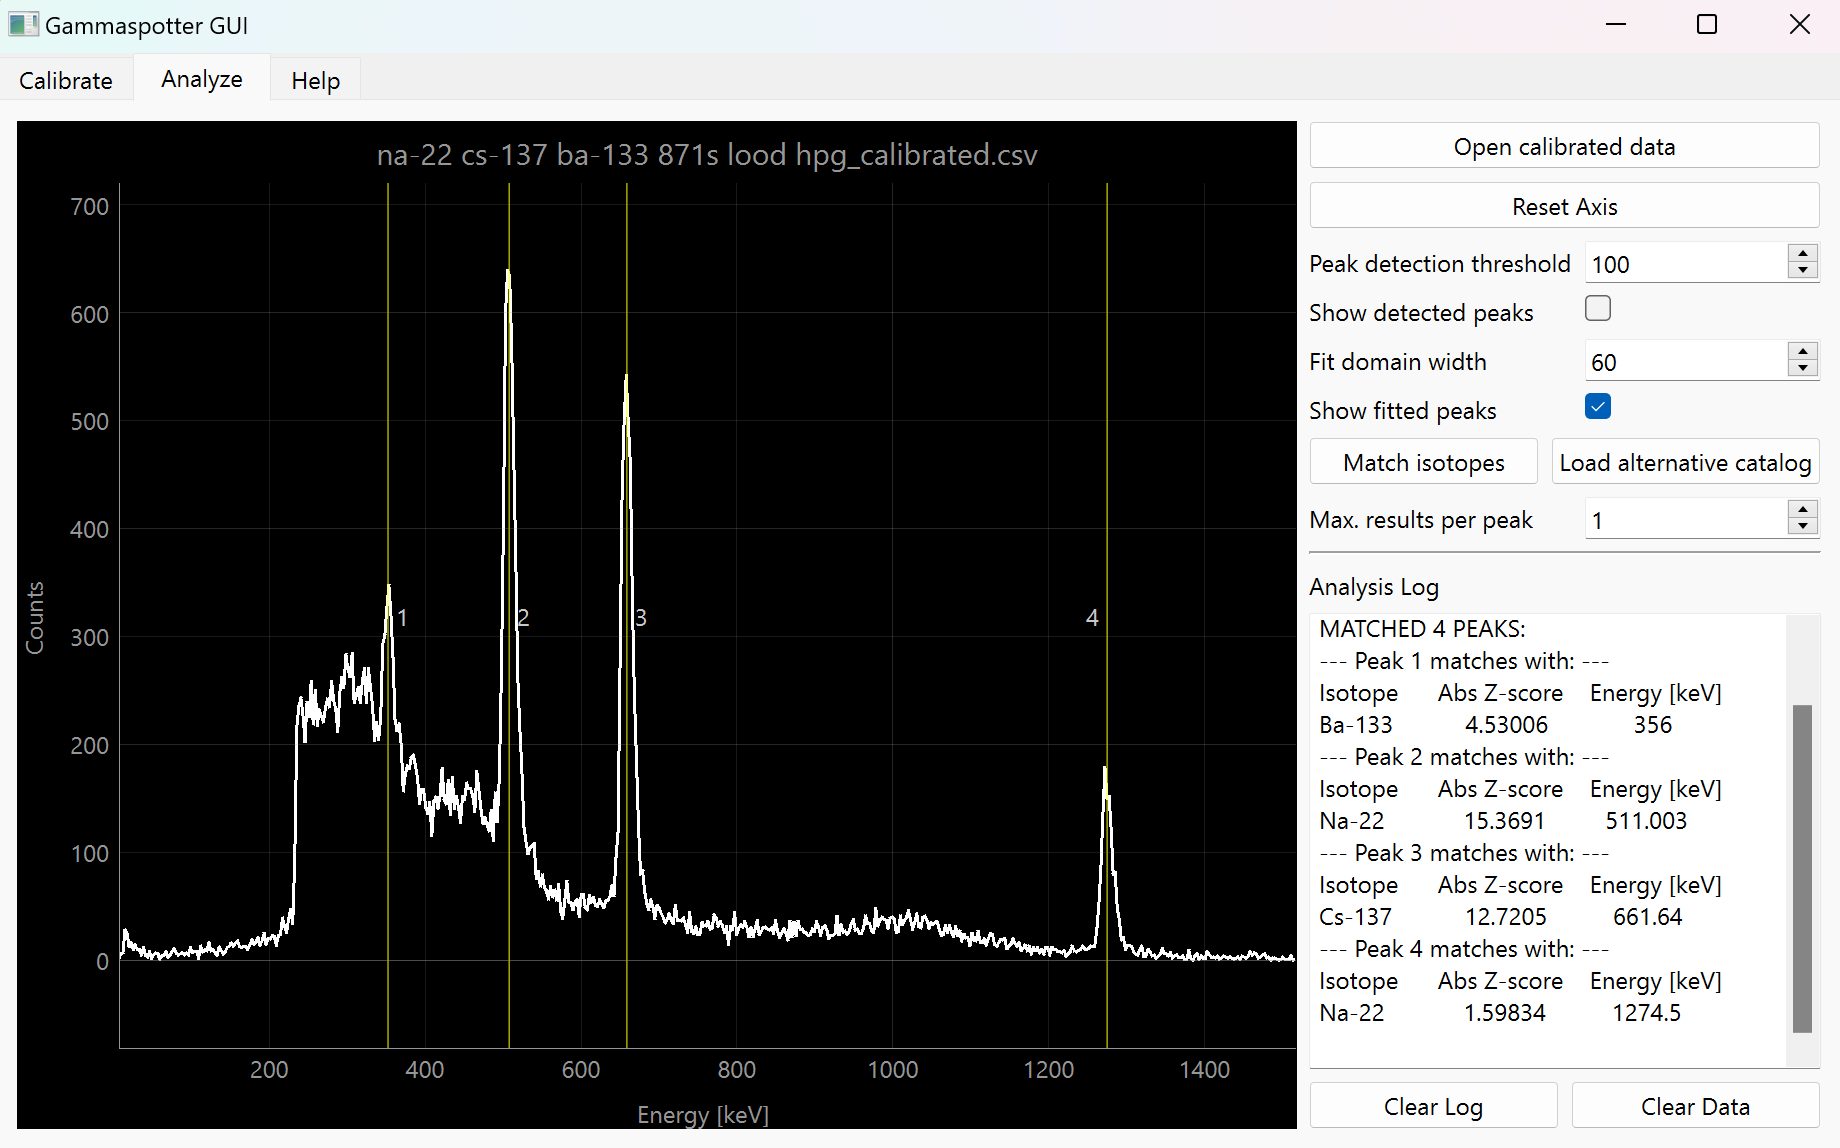 Gammaspotter GUI
Calibrate Analyze Help
na-22 cs-137 ba-133 871s lood hpg_calibrated.csv
700
600
500
400
300
200
100
0
Counts
1
2
3
4
200 400 600 800 1000 1200 1400
Energy [keV]
Open calibrated data
Reset Axis
Peak detection threshold 100
Show detected peaks
Fit domain width 60
Show fitted peaks
Match isotopes Load alternative catalog
Max. results per peak 1
Analysis Log
MATCHED 4 PEAKS:
--- Peak 1 matches with: ---
Isotope Abs Z-score Energy [keV]
Ba-133 4.53006 356
--- Peak 2 matches with: ---
Isotope Abs Z-score Energy [keV]
Na-22 15.3691 511.003
--- Peak 3 matches with: ---
Isotope Abs Z-score Energy [keV]
Cs-137 12.7205 661.64
--- Peak 4 matches with: ---
Isotope Abs Z-score Energy [keV]
Na-22 1.59834 1274.5
Clear Log Clear Data